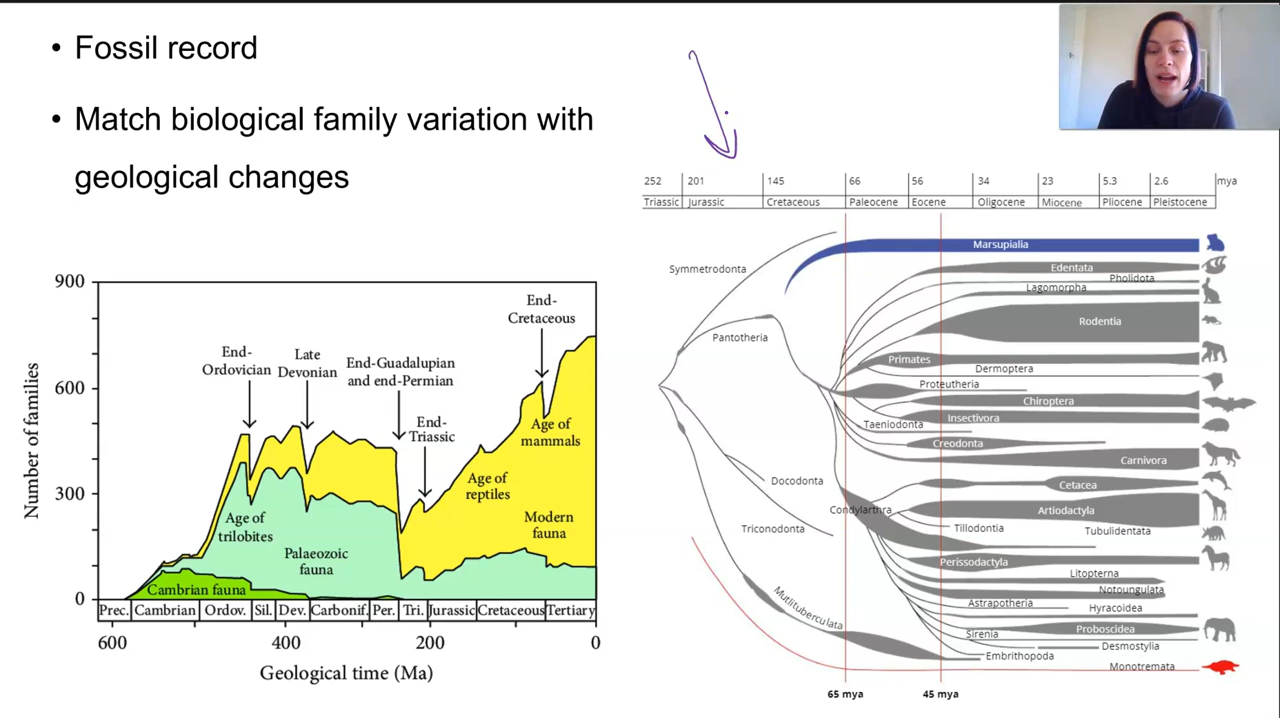 • Fossil record
• Match biological family variation with
geological changes
900
600
300
0
Number of families
End-
Ordovician
Late
Devonian
End-Guadalupian
and end-Permian
End-
Triassic
End-
Cretaceous
Age of
mammals
Age of
reptiles
Modern
fauna
Age of
trilobites
Palaeozoic
fauna
Cambrian fauna
Prec. Cambrian Ordov. Sil. Dev. Carbonif. Per. Tri. Jurassic Cretaceous Tertiary
600 400 200 0
Geological time (Ma)
252 201 145 66 56 34 23 5.3 2.6 mya
Triassic Jurassic Cretaceous Paleocene Eocene Oligocene Miocene Pliocene Pleistocene
Marsupialia
Symmetrodonta
Edentata
Pholidota
Lagomorpha
Rodentia
Pantotheria
Primates
Dermoptera
Proteutheria
Chiroptera
Insectivora
Taeniodonta
Creodonta
Carnivora
Docodonta
Cetacea
Condylarthra
Artiodactyla
Triconodonta
Tillodontia
Tubulidentata
Perissodactyla
Litopterna
Notoungulata
Mutlituberculata
Astrapotheria
Hyracoidea
Proboscidea
Sirenia
Desmostylia
Embrithopoda
Monotremata
65 mya 45 mya